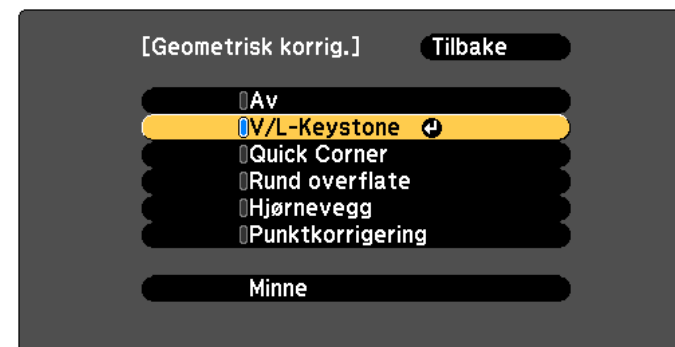 [Geometrisk korrig.] Tilbake
Av
V/L-Keystone
Quick Corner
Rund overflate
Hjørnevegg
Punktkorrigering
Minne